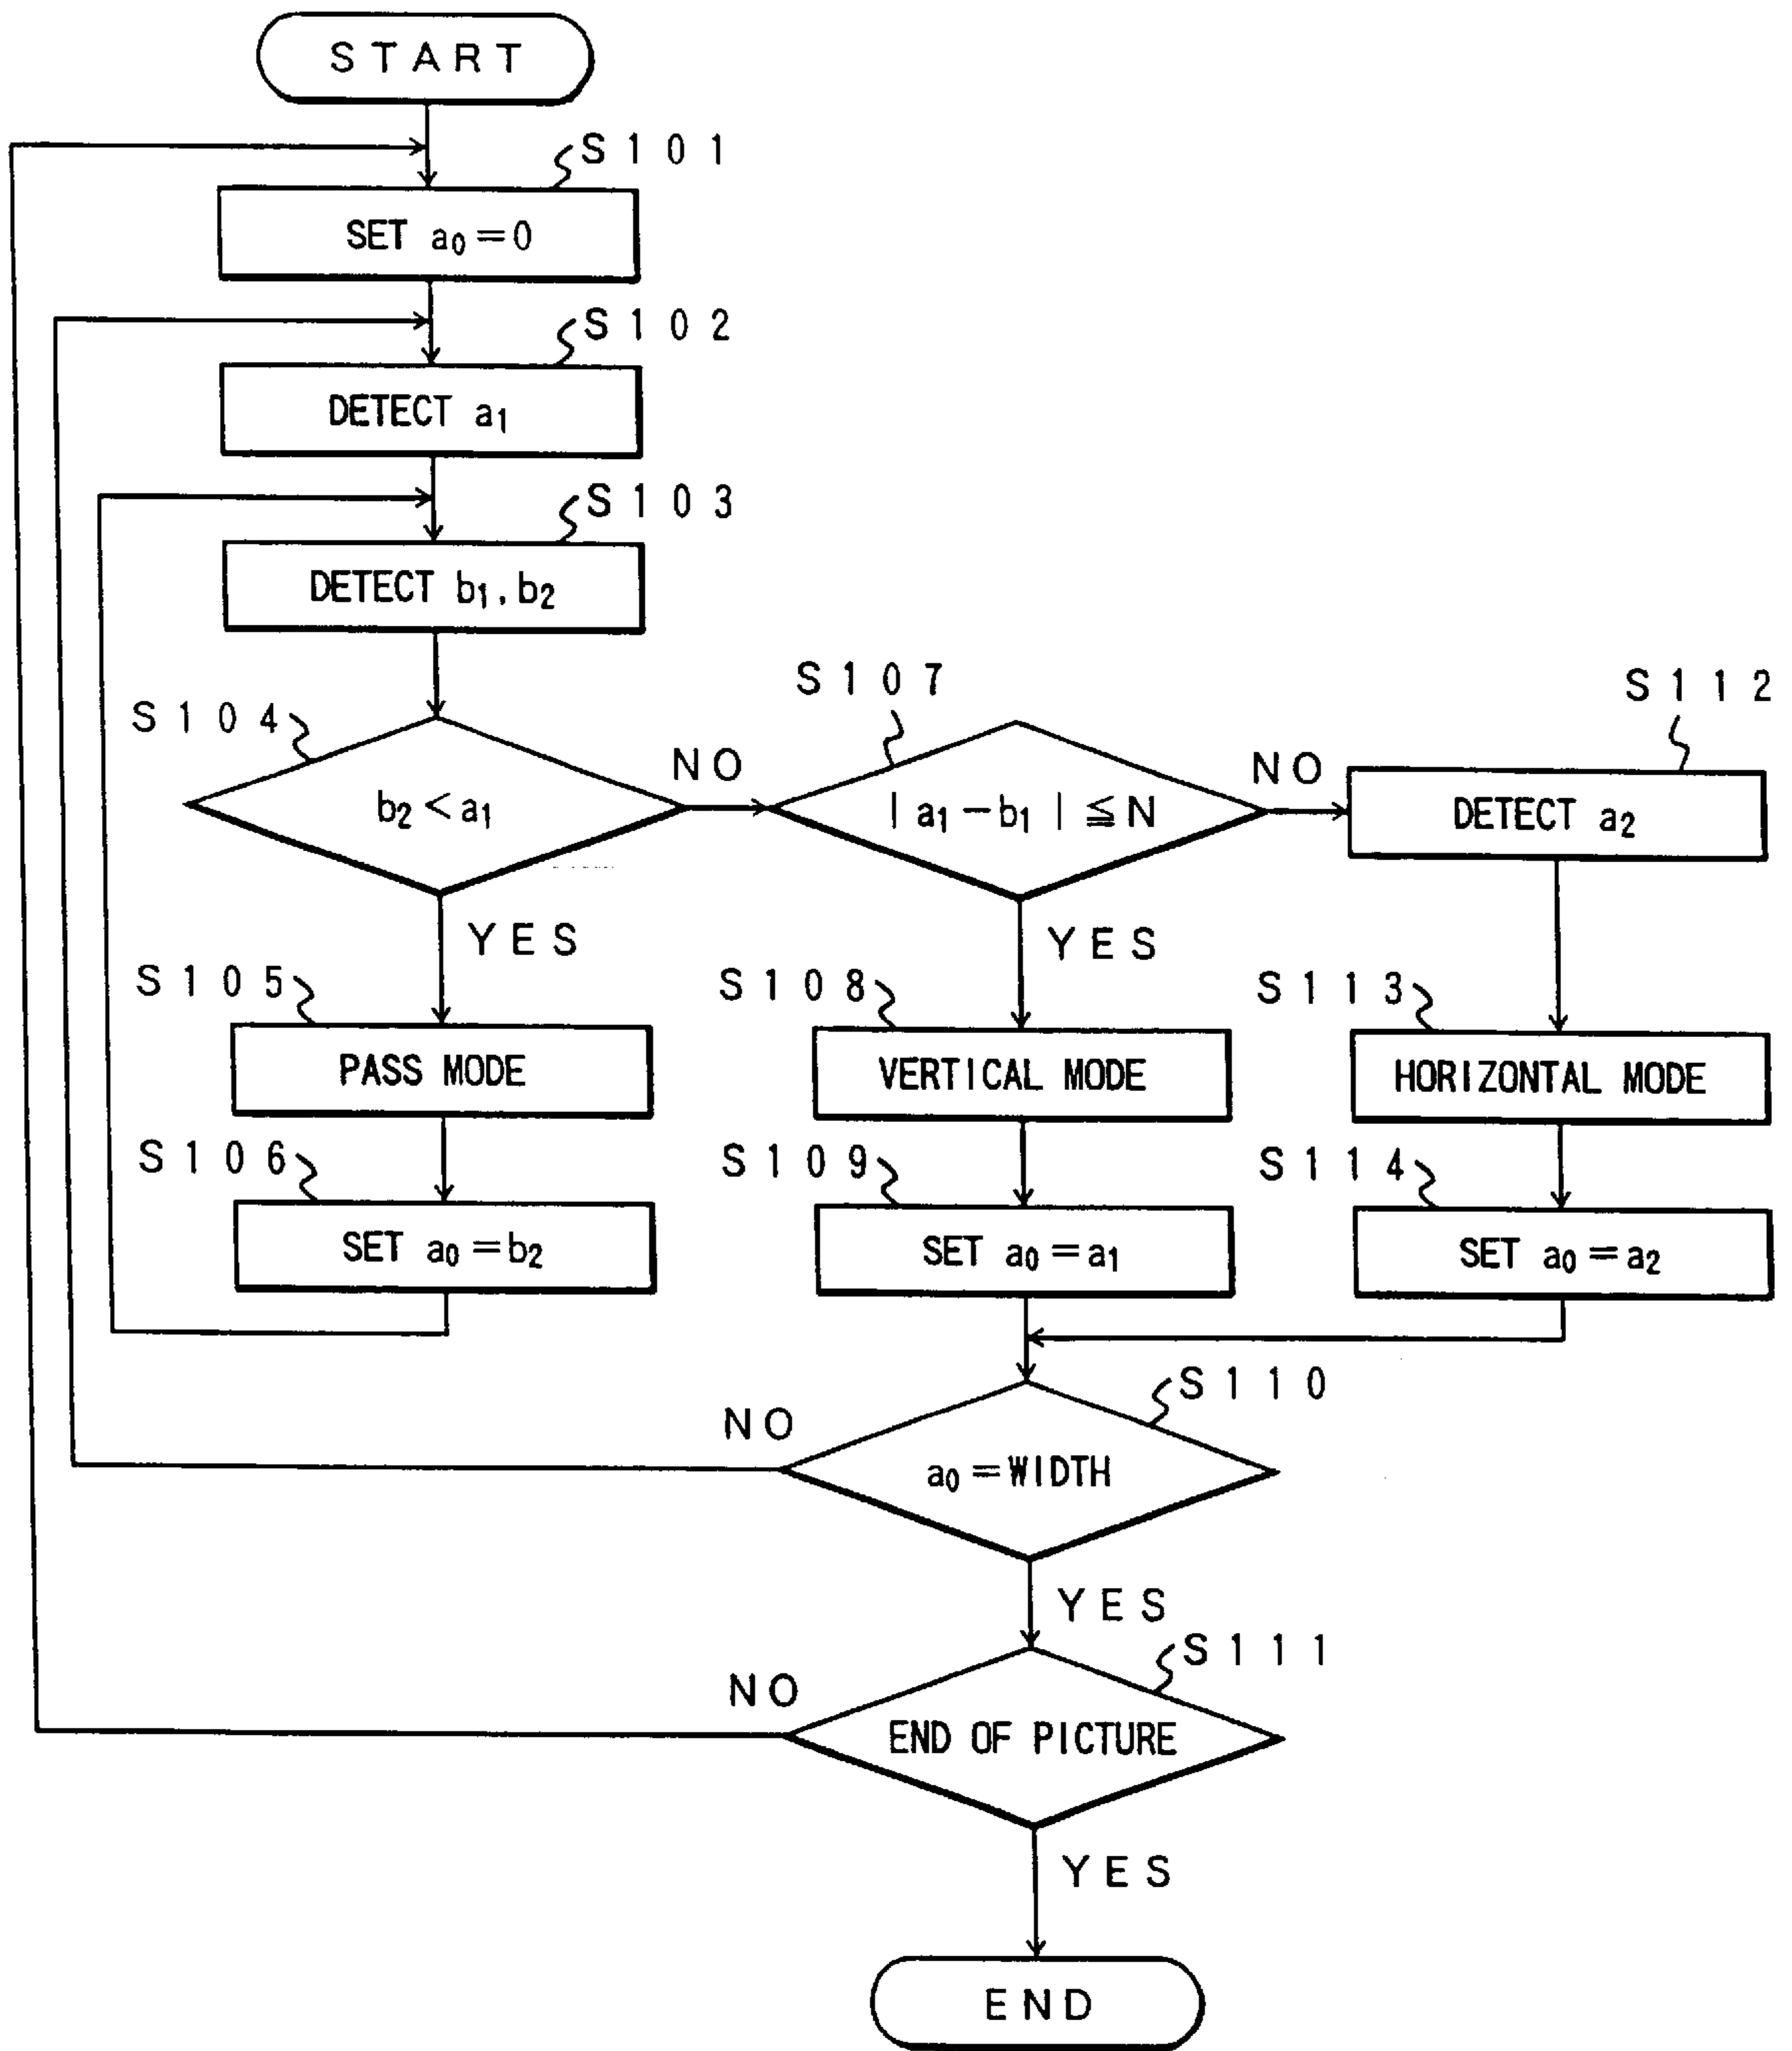 START
S101
SET a₀=0
S102
DETECT a₁
S103
DETECT b₁, b₂
S104
b₂<a₁
NO
YES
S105
PASS MODE
S106
SET a₀=b₂
S107
|a₁−b₁|≦N
NO
YES
S108
VERTICAL MODE
S109
SET a₀=a₁
S112
DETECT a₂
S113
HORIZONTAL MODE
S114
SET a₀=a₂
S110
a₀=WIDTH
NO
YES
S111
END OF PICTURE
NO
YES
END